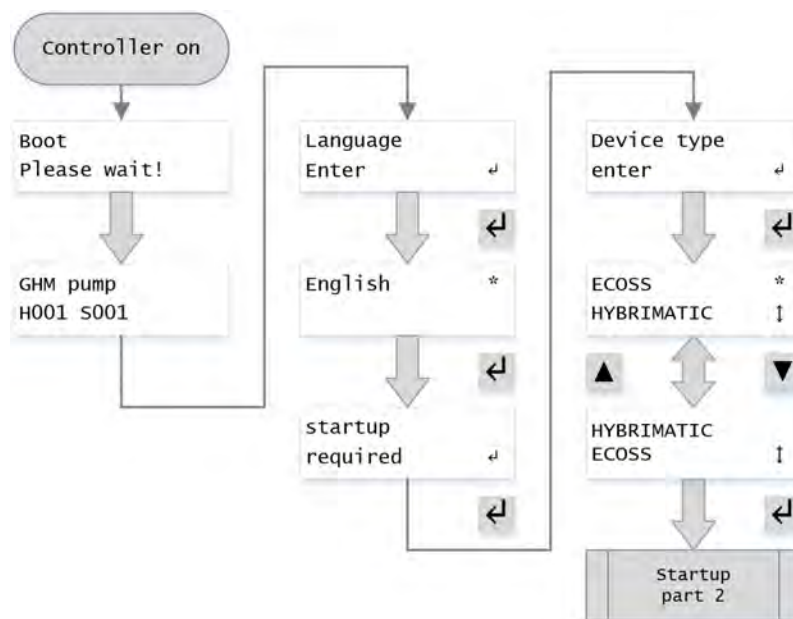 Controller on
Boot
Please wait!
GHM pump
H001 S001
Language
Enter ↵
↵
English *
↵
startup
required ↵
↵
Device type
enter ↵
↵
ECOSS *
HYBRIMATIC ↕
▲ ▼
HYBRIMATIC
ECOSS ↕
↵
Startup
part 2